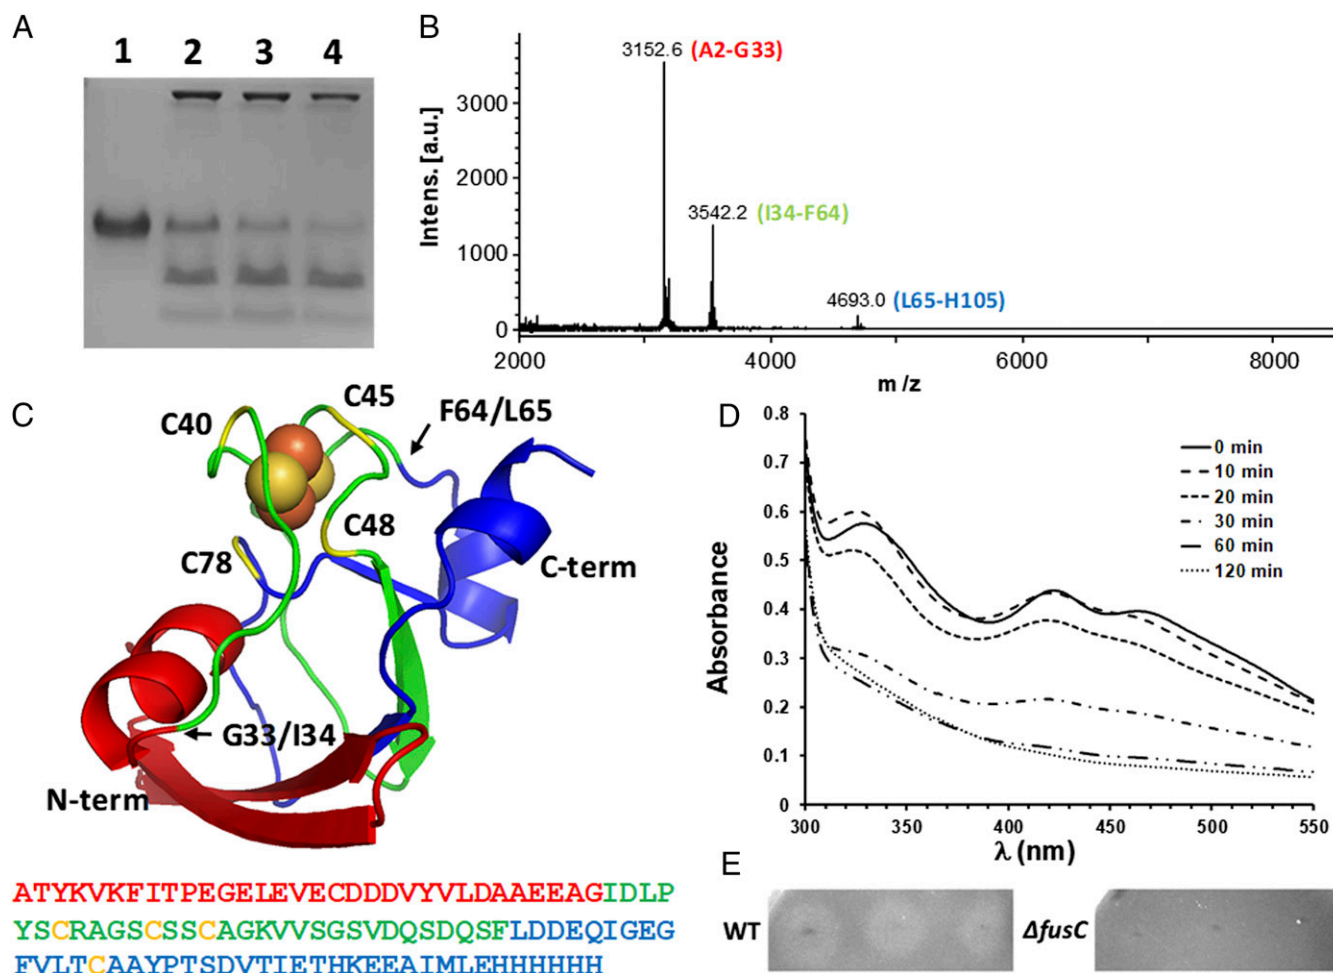 A
1 2 3 4
B
Intens. [a.u.]
3000
2000
1000
0
3152.6 (A2-G33)
3542.2 (I34-F64)
4693.0 (L65-H105)
2000 4000 6000 8000
m /z
C
C45
F64/L65
C40
C48
C78
C-term
G33/I34
N-term
ATYKVKFITPEGELEVECDDDVYVLDAAEEAGIDLP
YSCRAGSCSSCAGKVVSGSVDQSDQSFLDDEQIGEG
FVLTCAAYPTSDVTIETHKEEAIMLEHHHHHH
D
Absorbance
0.8
0.7
0.6
0.5
0.4
0.3
0.2
0.1
0
0 min
10 min
20 min
30 min
60 min
120 min
300 350 400 450 500 550
λ (nm)
E
WT
ΔfusC